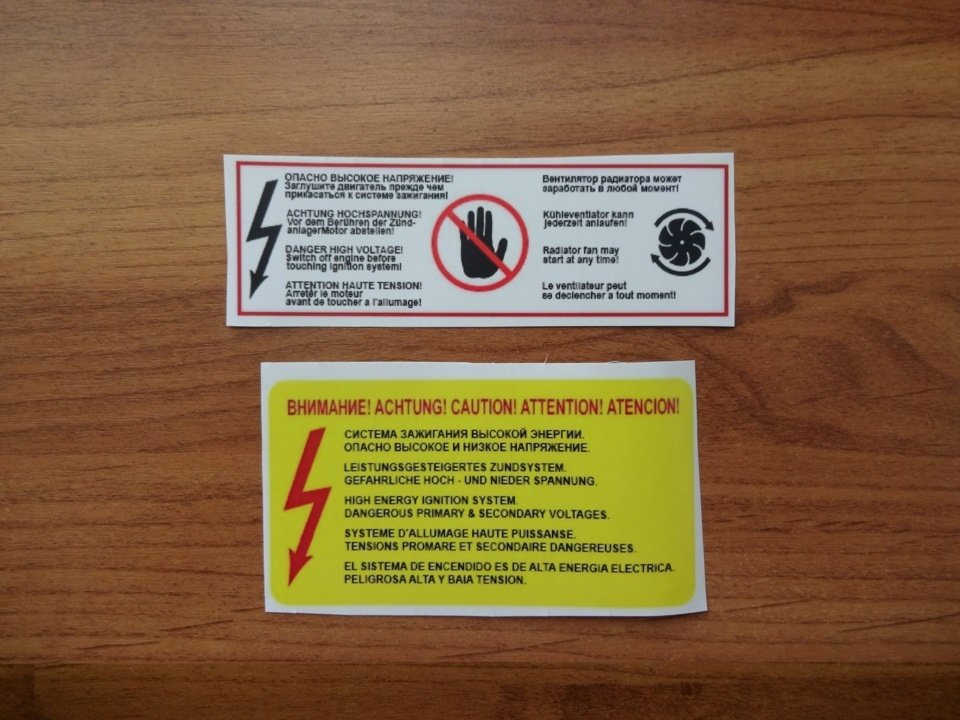 ОПАСНО ВЫСОКОЕ НАПРЯЖЕНИЕ!
Заглушите двигатель прежде чем
прикасаться к системе зажигания!
ACHTUNG HOCHSPANNUNG!
Vor dem Berühren der Zünd-
anlagerMotor abstellen!
DANGER HIGH VOLTAGE!
Switch off engine before
touching ignition system!
ATTENTION HAUTE TENSION!
Arretêr le moteur
avant de toucher a l'allumage!
Вентилятор радиатора может
заработать в любой момент!
Kühleventiator kann
jederzeit anlaufen!
Radiator fan may
start at any time!
Le ventilateur peut
se declencher a tout moment!
ВНИМАНИЕ! ACHTUNG! CAUTION! ATTENTION! ATENCION!
СИСТЕМА ЗАЖИГАНИЯ ВЫСОКОЙ ЭНЕРГИИ.
ОПАСНО ВЫСОКОЕ И НИЗКОЕ НАПРЯЖЕНИЕ.
LEISTUNGSGESTEIGERTES ZUNDSYSTEM.
GEFAHRLICHE HOCH - UND NIEDER SPANNUNG.
HIGH ENERGY IGNITION SYSTEM.
DANGEROUS PRIMARY & SECONDARY VOLTAGES.
SYSTEME D'ALLUMAGE HAUTE PUISSANSE.
TENSIONS PROMARE ET SECONDAIRE DANGEREUSES.
EL SISTEMA DE ENCENDIDO ES DE ALTA ENERGIA ELECTRICA.
PELIGROSA ALTA Y BAIA TENSION.